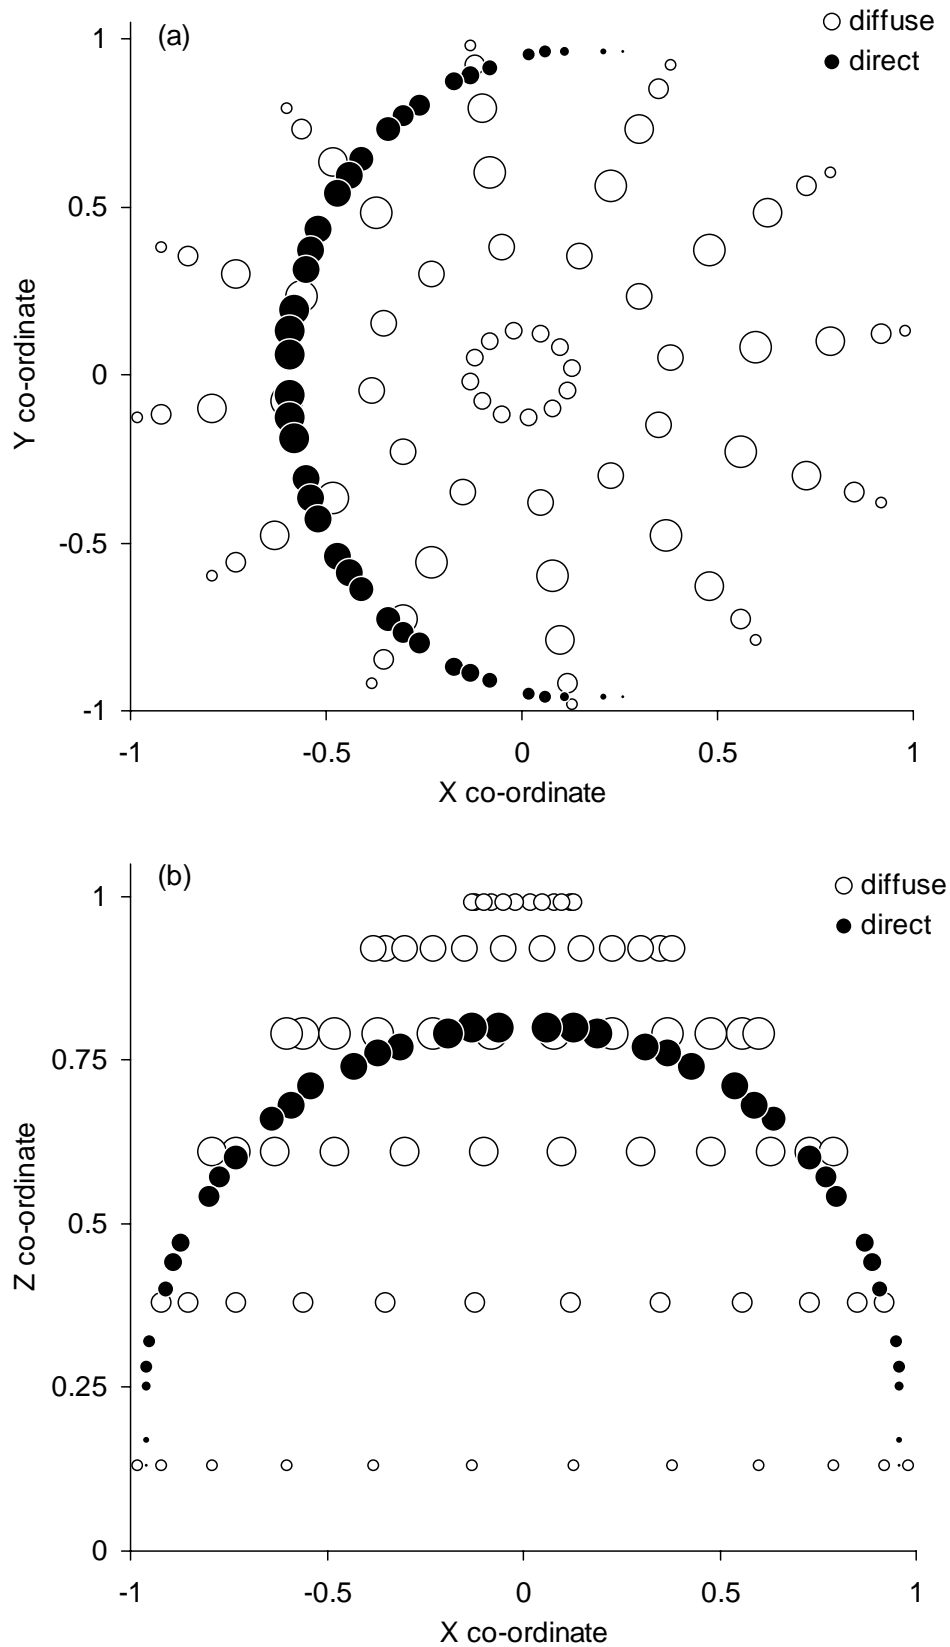 (a)
diffuse
direct
1
0.5
0
-0.5
-1
Y co-ordinate
-1 -0.5 0 0.5 1
X co-ordinate
(b)
diffuse
direct
1
0.75
0.5
0.25
0
Z co-ordinate
-1 -0.5 0 0.5 1
X co-ordinate